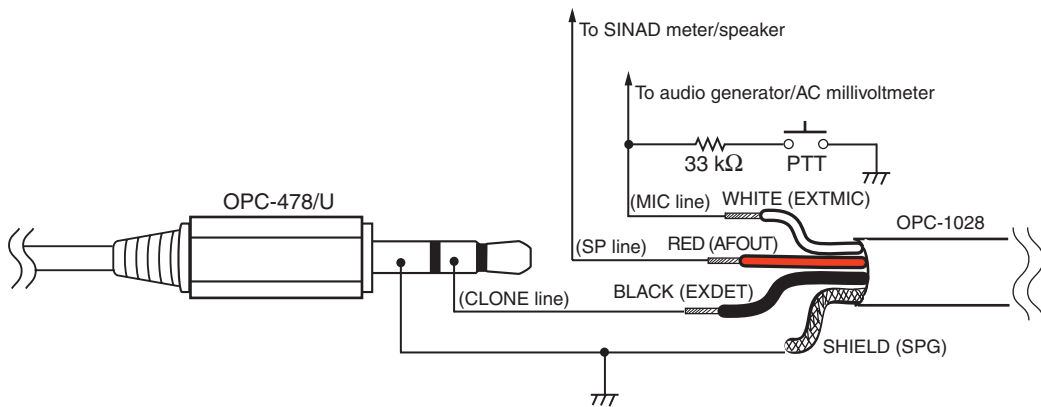 To SINAD meter/speaker
To audio generator/AC millivoltmeter
33 kΩ
PTT
OPC-478/U
(MIC line)
WHITE (EXTMIC)
OPC-1028
(SP line)
RED (AFOUT)
(CLONE line)
BLACK (EXDET)
SHIELD (SPG)